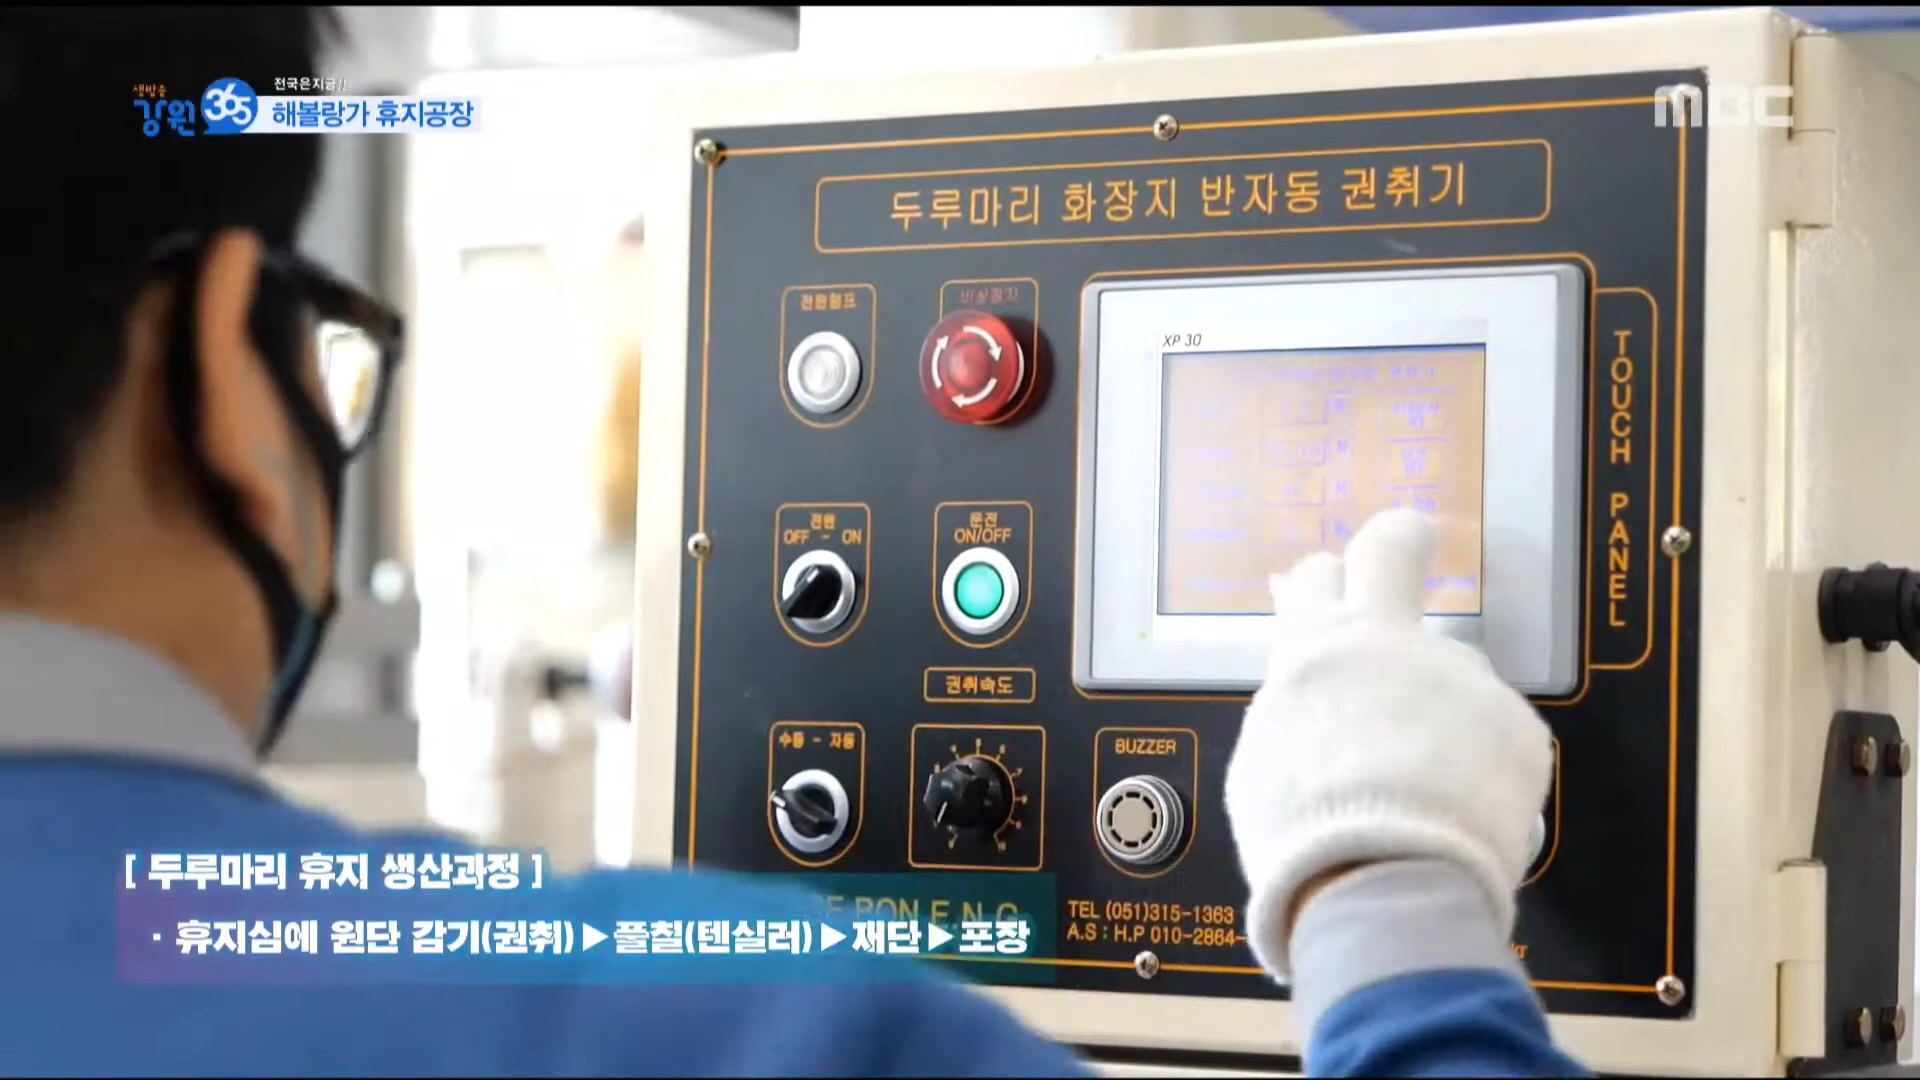 생방송
강원 365
전국은지금!!
해볼랑가 휴지공장
MBC
두루마리 화장지 반자동 권취기
전원램프
비상정지
XP 30
TOUCH PANEL
전원
OFF - ON
운전
ON/OFF
권취속도
수동 - 자동
BUZZER
BON E.N.G.
TEL (051)315-1363
A.S : H.P 010-2864-
[ 두루마리 휴지 생산과정 ]
· 휴지심에 원단 감기(권취)▶풀칠(텐실러)▶재단▶포장